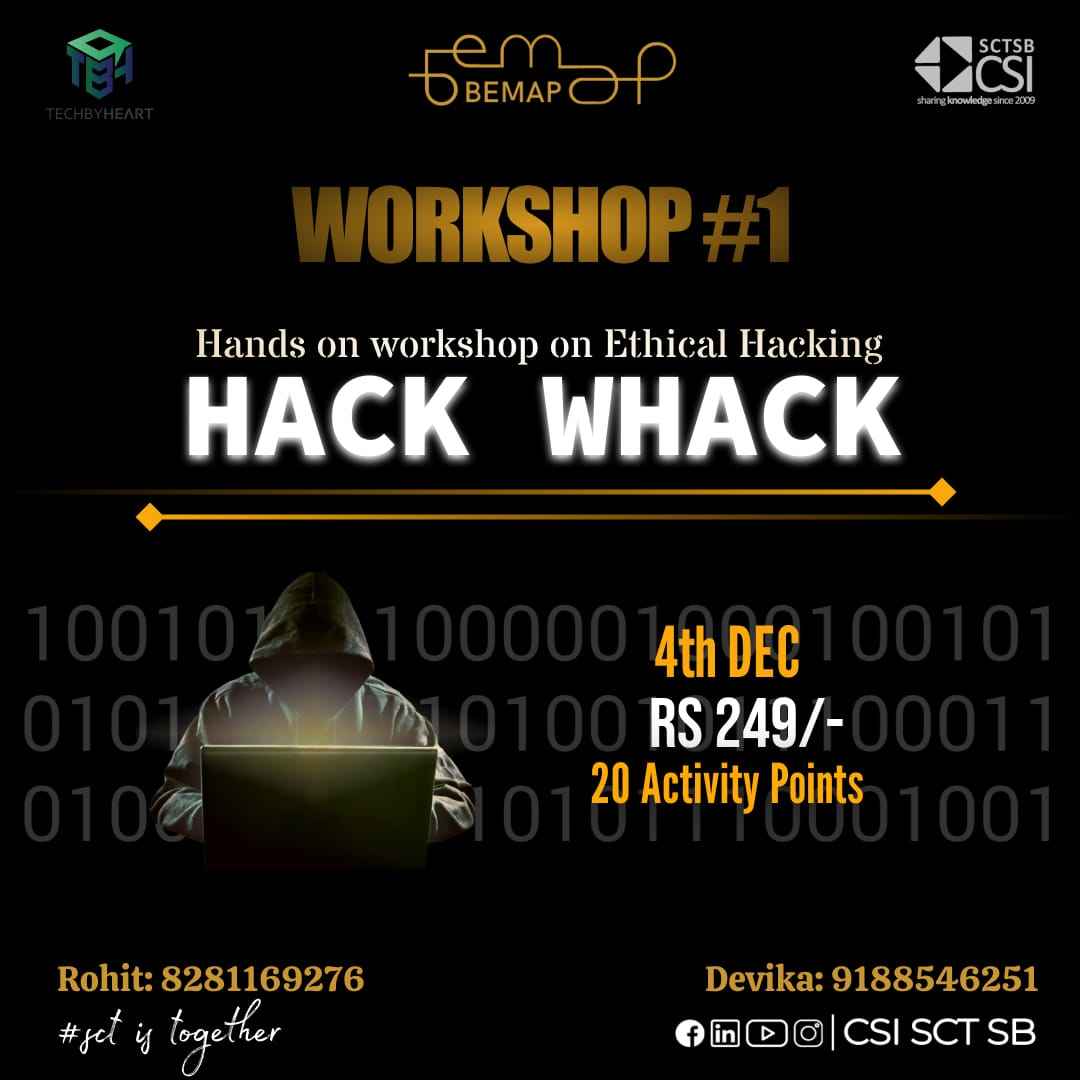 TECHBYHEART
BEMAP
SCTSB
CSI
sharing knowledge since 2009
WORKSHOP #1
Hands on workshop on Ethical Hacking
HACK WHACK
4th DEC
RS 249/-
20 Activity Points
Rohit: 8281169276
Devika: 9188546251
#sct is together
CSI SCT SB